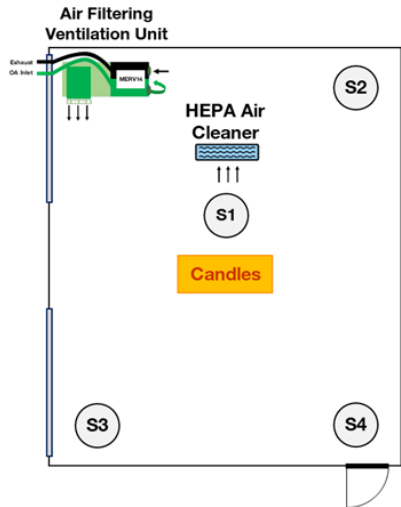 Air Filtering
Ventilation Unit
Exhaust
OA Inlet
MERV14
S2
HEPA Air
Cleaner
S1
Candles
S3
S4